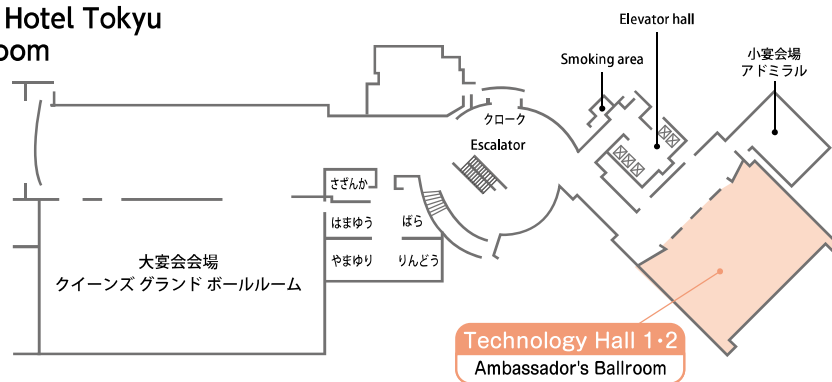 Hotel Tokyu
oom
Elevator hall
Smoking area
小宴会場
アドミラル
クローク
Escalator
さざんか
はまゆう
ばら
やまゆり
りんどう
大宴会会場
クイーンズ グランド ボールルーム
Technology Hall 1・2
Ambassador's Ballroom